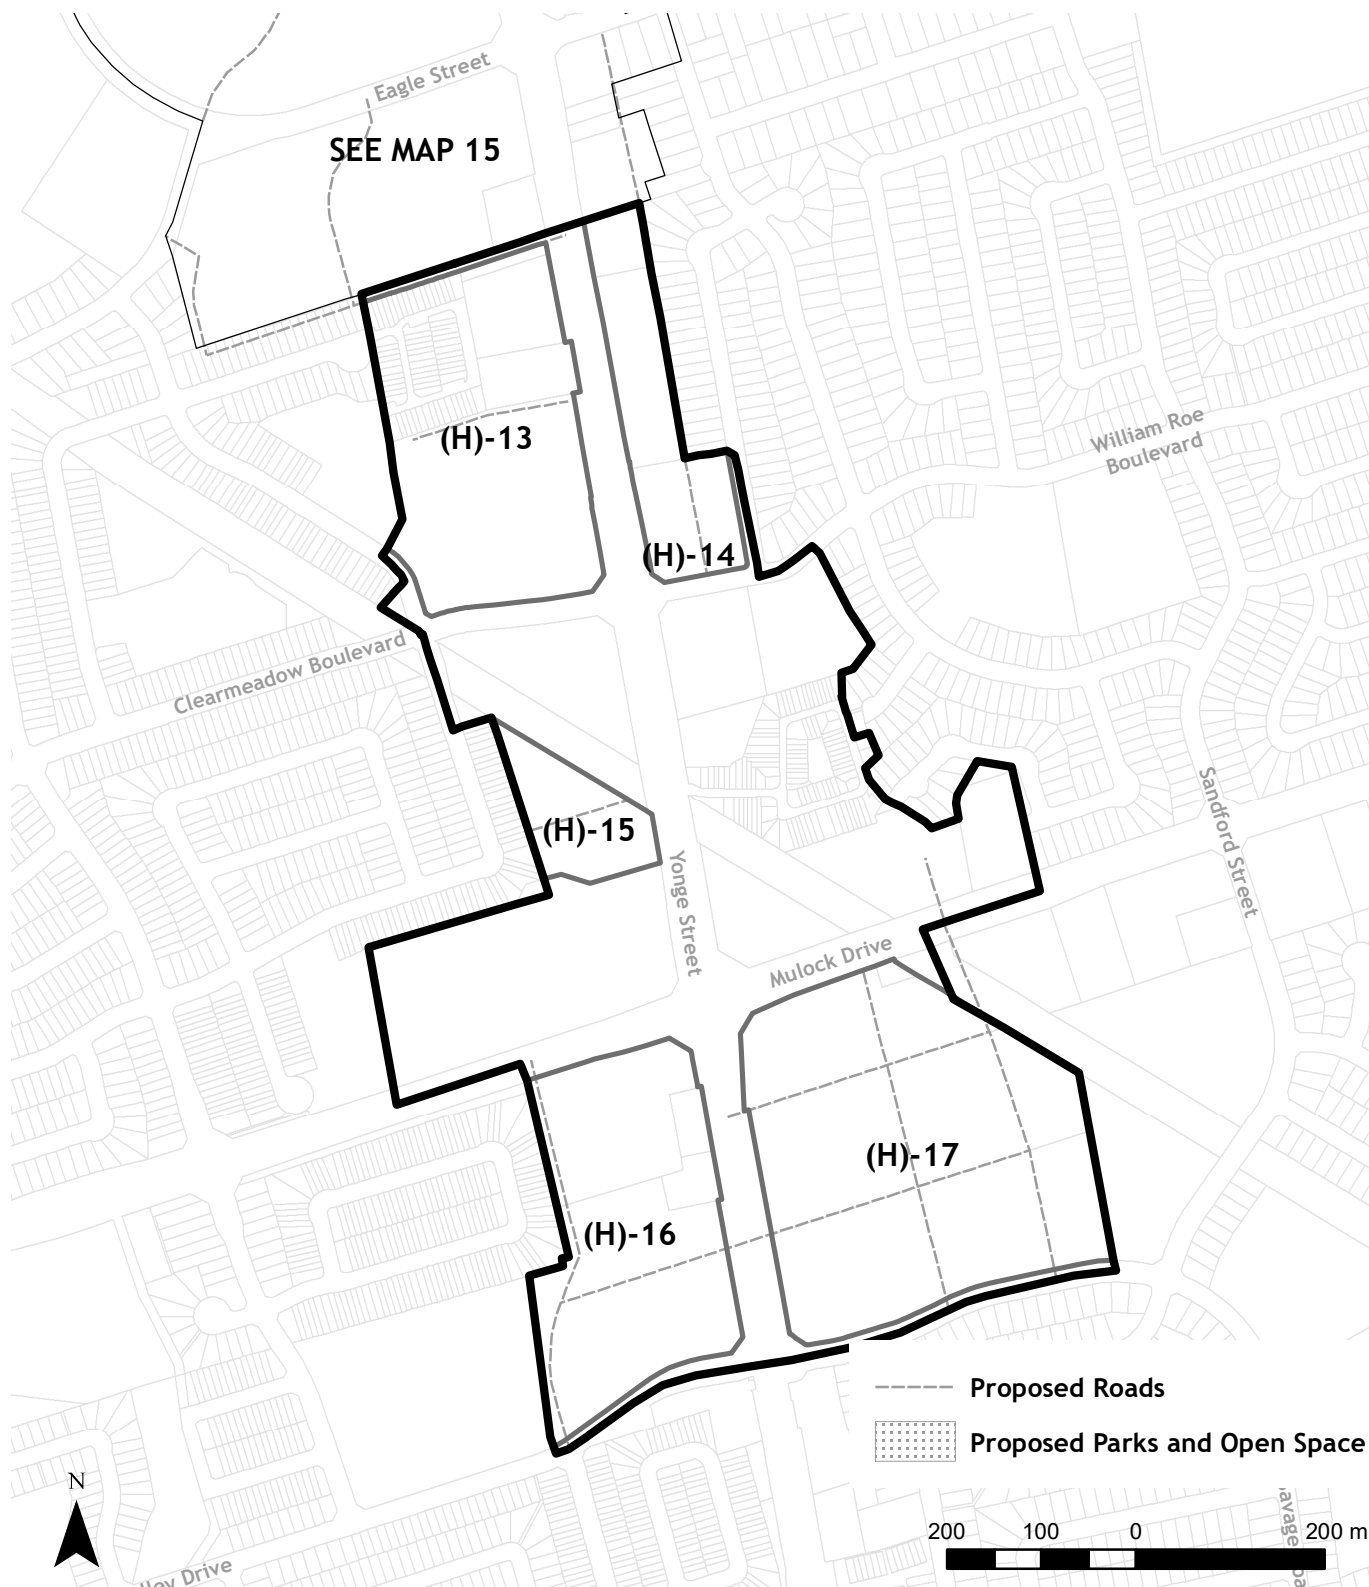 Eagle Street
SEE MAP 15
William Roe
Boulevard
(H)-13
(H)-14
Clearmeadow Boulevard
Sandford Street
(H)-15
Yonge Street
Mulock Drive
(H)-17
(H)-16
Proposed Roads
Proposed Parks and Open Space
N
200 100 0 200 m
Drive